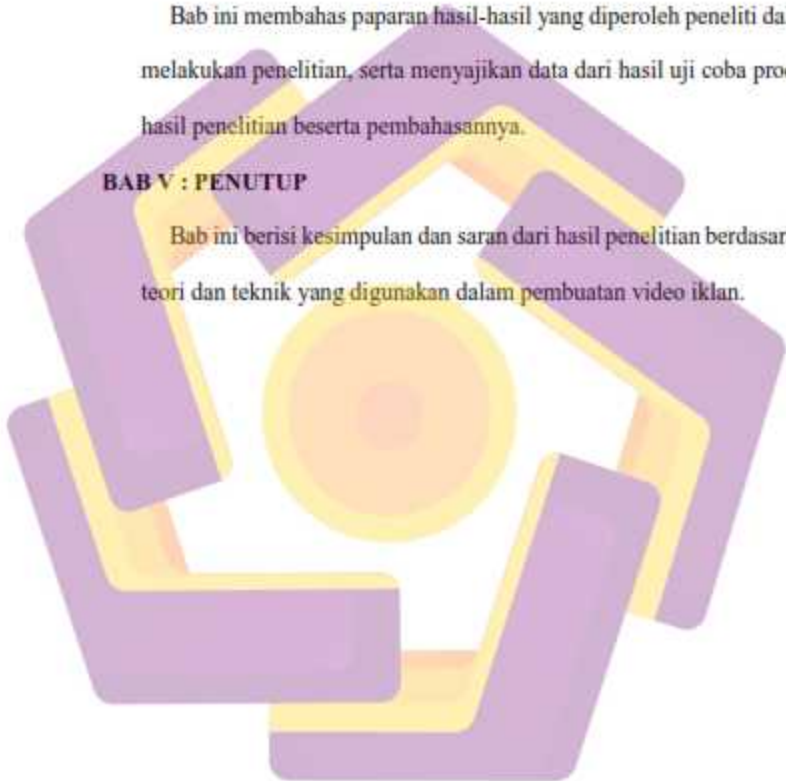 Bab ini membahas paparan hasil-hasil yang diperoleh peneliti da
melakukan penelitian, serta menyajikan data dari hasil uji coba pro
hasil penelitian beserta pembahasannya.
BAB V : PENUTUP
Bab ini berisi kesimpulan dan saran dari hasil penelitian berdasar
teori dan teknik yang digunakan dalam pembuatan video iklan.